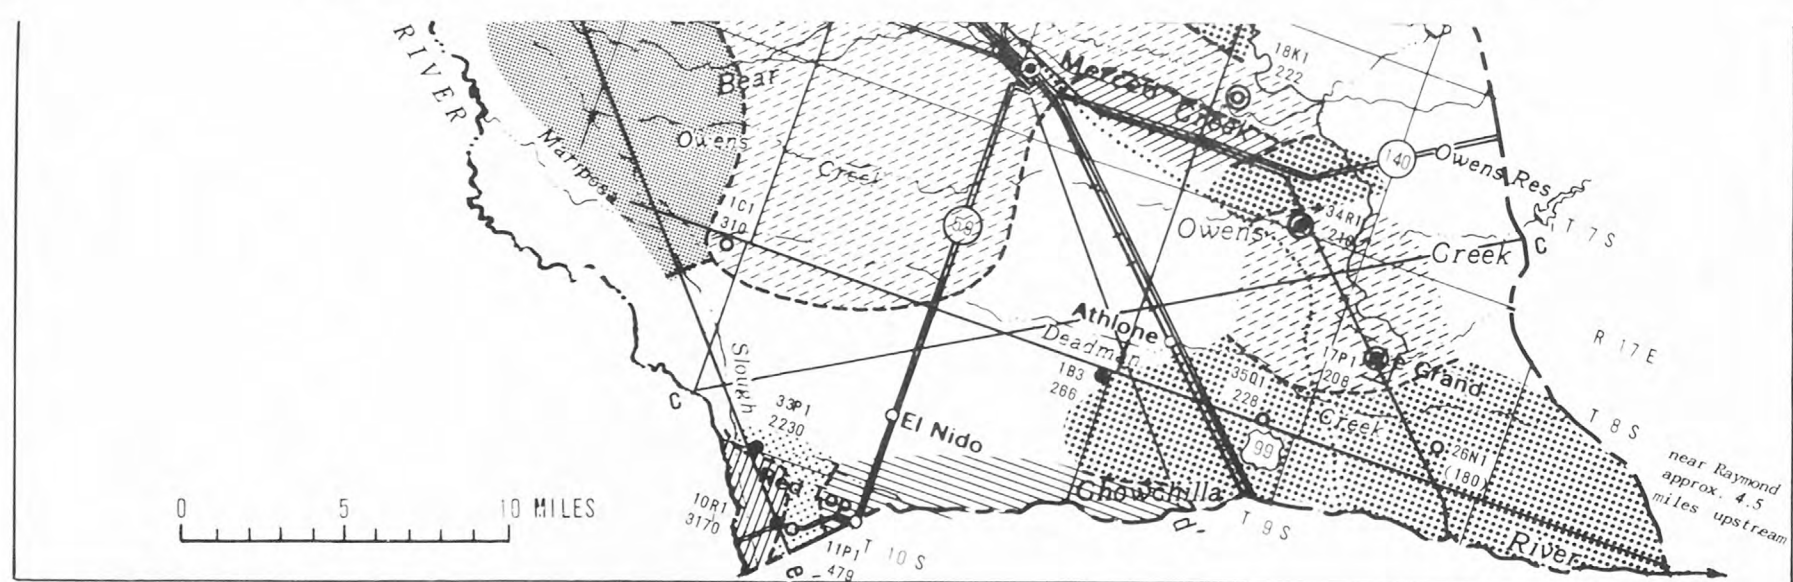 RIVER
Bear
Merced
Creek
18K1
222
Owens
Creek
Mariposa
1C1
310
59
140
Owens Res
T 7 S
34R1
210
Owens
Creek
C
C'
R 17 E
Athlone
Deadman
1B3
266
35Q1
228
Creek
17P1
208
Le Grand
T 8 S
26N1
(180)
99
Slough
33P1
2230
El Nido
Red Top
10R1
3170
11P1
479
e
T 10 S
Chowchilla
River
d'
T 9 S
near Raymond
approx. 4.5
miles upstream
0 5 10 MILES